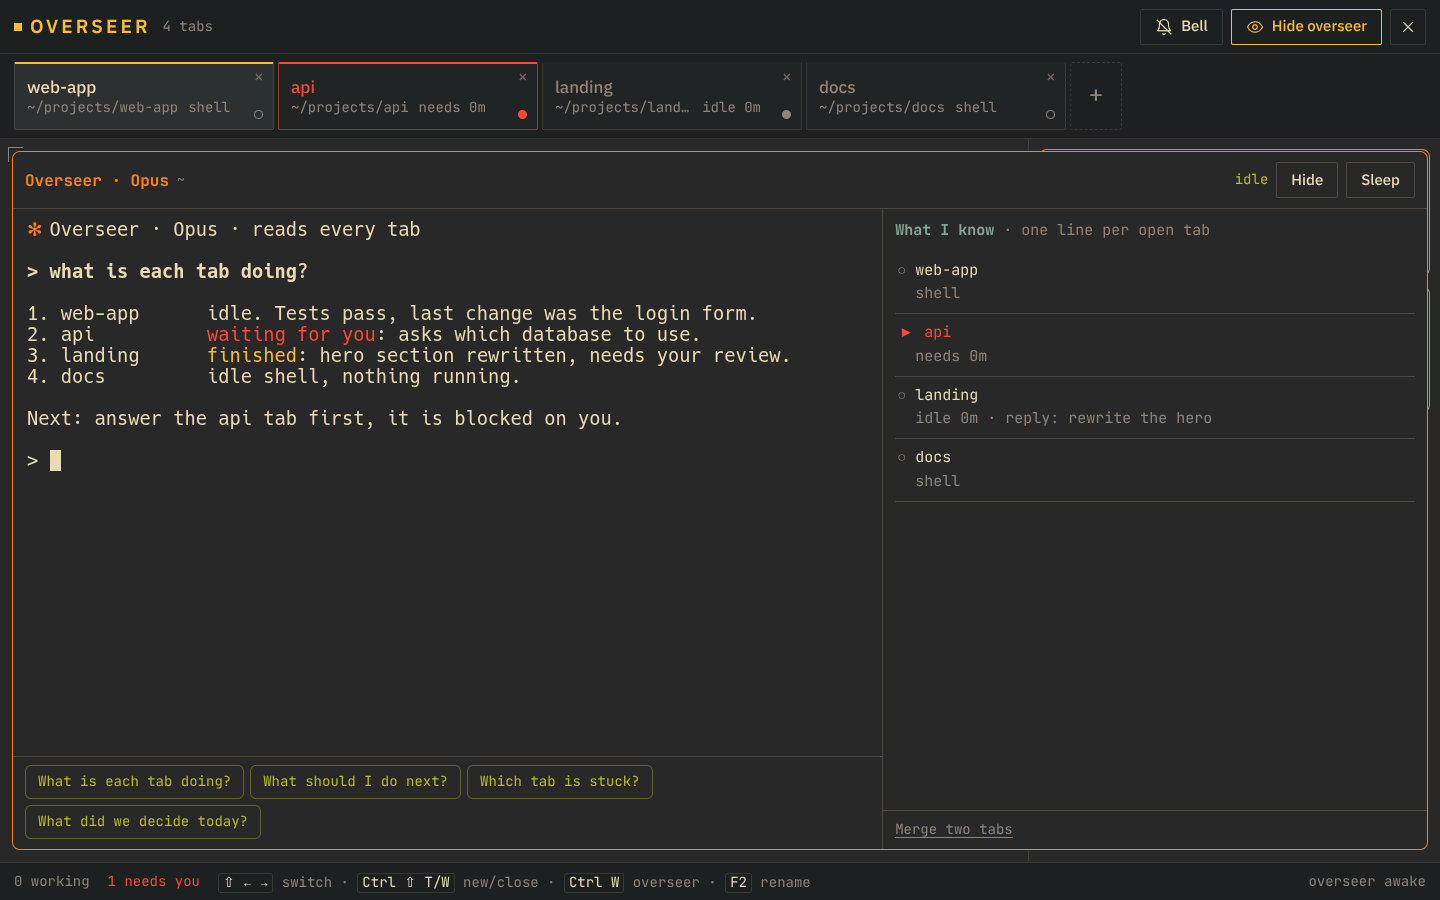 OVERSEER 4 tabs Bell Hide overseer ×
web-app ×
~/projects/web-app shell
api ×
~/projects/api needs 0m
landing ×
~/projects/land… idle 0m
docs ×
~/projects/docs shell
+
Overseer · Opus ~ idle Hide Sleep
✻ Overseer · Opus · reads every tab
> what is each tab doing?
1. web-app idle. Tests pass, last change was the login form.
2. api waiting for you: asks which database to use.
3. landing finished: hero section rewritten, needs your review.
4. docs idle shell, nothing running.
Next: answer the api tab first, it is blocked on you.
>
What is each tab doing? What should I do next? Which tab is stuck?
What did we decide today?
What I know · one line per open tab
○ web-app
shell
▶ api
needs 0m
○ landing
idle 0m · reply: rewrite the hero
○ docs
shell
Merge two tabs
0 working 1 needs you ⇧ ← → switch · Ctrl ⇧ T/W new/close · Ctrl W overseer · F2 rename overseer awake